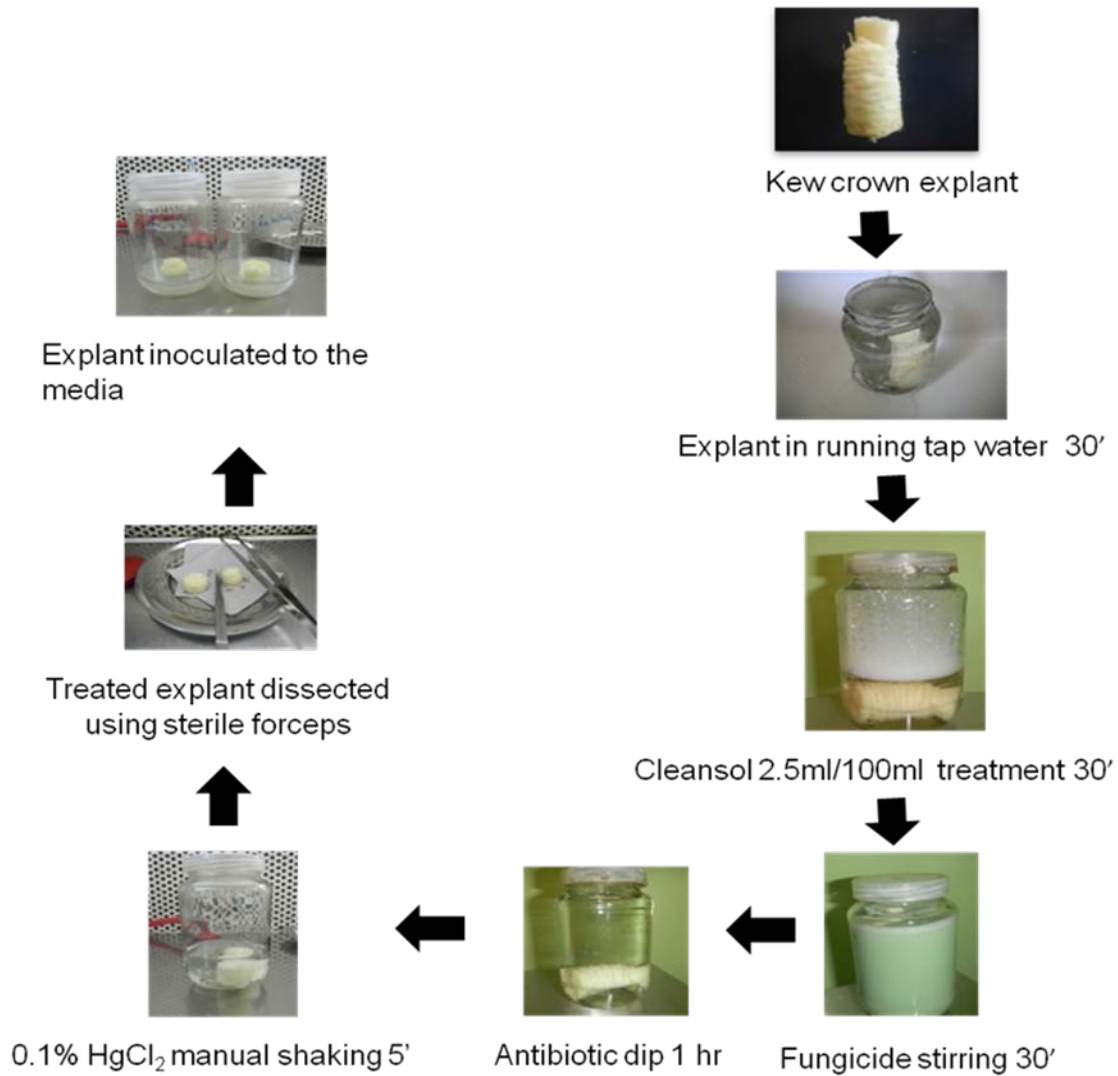 Kew crown explant
Explant in running tap water 30′
Cleansol 2.5ml/100ml treatment 30′
Fungicide stirring 30′
Antibiotic dip 1 hr
0.1% HgCl₂ manual shaking 5'
Treated explant dissected
using sterile forceps
Explant inoculated to the
media